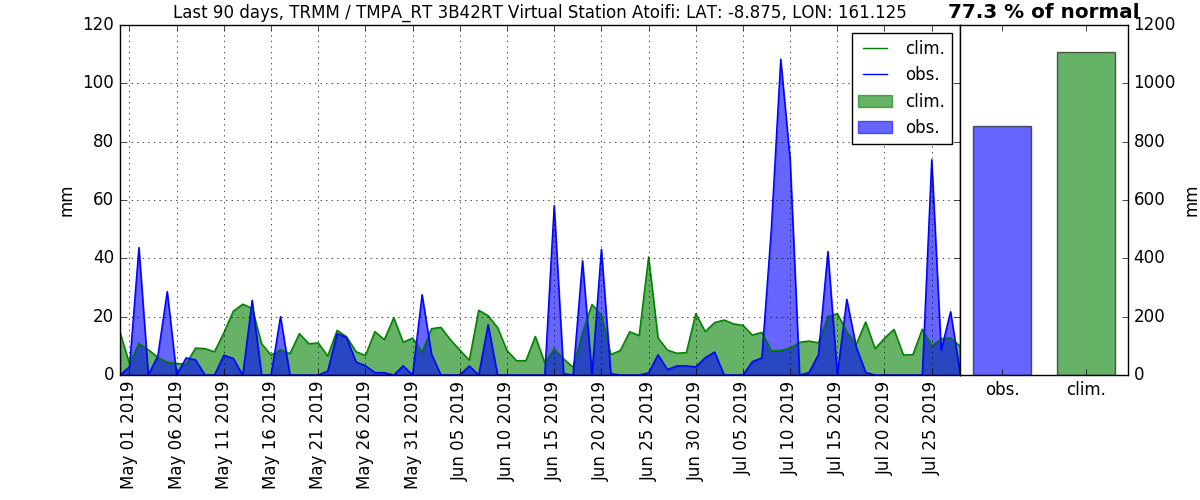 Last 90 days, TRMM / TMPA_RT 3B42RT Virtual Station Atoifi: LAT: -8.875, LON: 161.125
77.3 % of normal
120
100
80
60
40
20
0
mm
clim.
obs.
clim.
obs.
May 01 2019
May 06 2019
May 11 2019
May 16 2019
May 21 2019
May 26 2019
May 31 2019
Jun 05 2019
Jun 10 2019
Jun 15 2019
Jun 20 2019
Jun 25 2019
Jun 30 2019
Jul 05 2019
Jul 10 2019
Jul 15 2019
Jul 20 2019
Jul 25 2019
1200
1000
800
600
400
200
0
mm
obs.
clim.